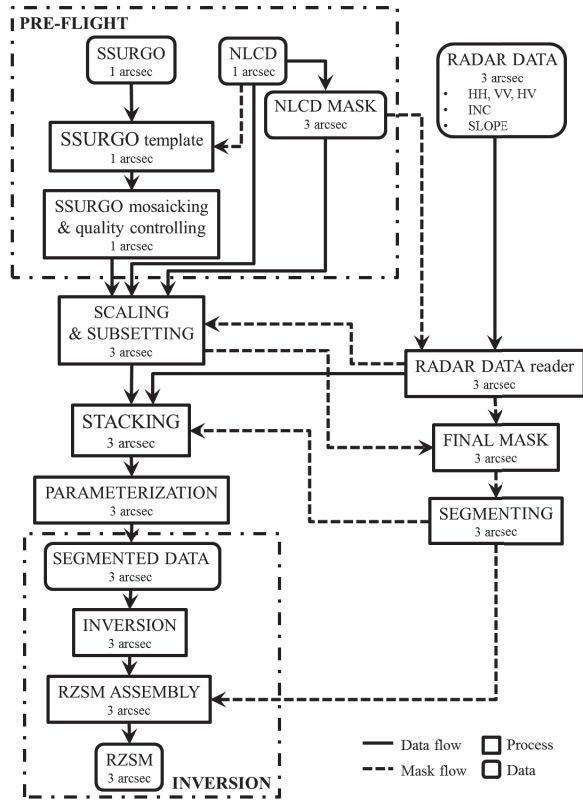 PRE-FLIGHT
SSURGO
1 arcsec
NLCD
1 arcsec
NLCD MASK
3 arcsec
RADAR DATA
3 arcsec
• HH, VV, HV
• INC
• SLOPE
SSURGO template
1 arcsec
SSURGO mosaicking
& quality controlling
1 arcsec
SCALING
& SUBSETTING
3 arcsec
RADAR DATA reader
3 arcsec
STACKING
3 arcsec
FINAL MASK
3 arcsec
PARAMETERIZATION
3 arcsec
SEGMENTING
3 arcsec
SEGMENTED DATA
3 arcsec
INVERSION
3 arcsec
RZSM ASSEMBLY
3 arcsec
RZSM
3 arcsec
INVERSION
Data flow
Process
Mask flow
Data